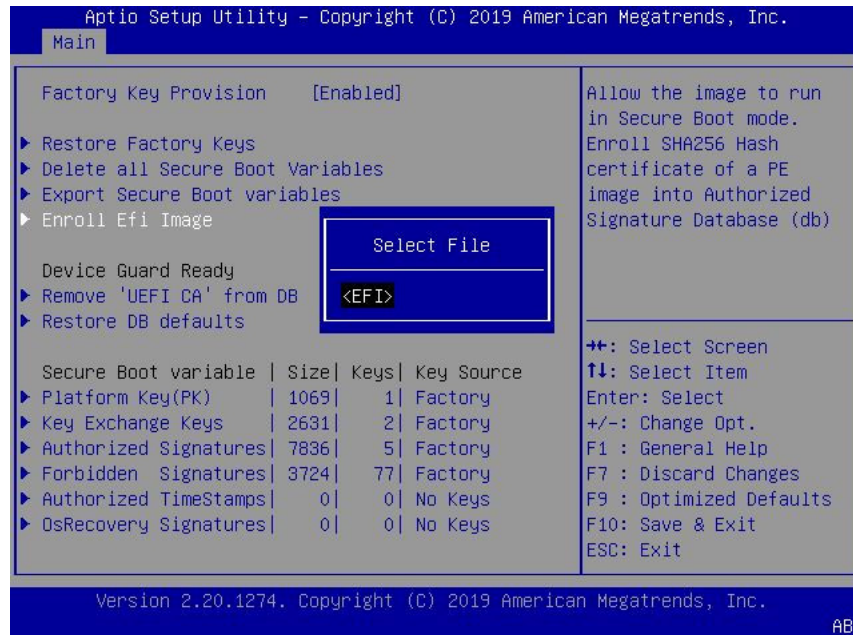 Aptio Setup Utility – Copyright (C) 2019 American Megatrends, Inc.
Main
Factory Key Provision [Enabled]
Restore Factory Keys
Delete all Secure Boot Variables
Export Secure Boot variables
Enroll Efi Image
Device Guard Ready
Remove 'UEFI CA' from DB
Restore DB defaults
Secure Boot variable | Size| Keys| Key Source
Platform Key(PK) | 1069| 1| Factory
Key Exchange Keys | 2631| 2| Factory
Authorized Signatures| 7836| 5| Factory
Forbidden Signatures| 3724| 77| Factory
Authorized TimeStamps| 0| 0| No Keys
OsRecovery Signatures| 0| 0| No Keys
Select File
<EFI>
Allow the image to run
in Secure Boot mode.
Enroll SHA256 Hash
certificate of a PE
image into Authorized
Signature Database (db)
→←: Select Screen
↑↓: Select Item
Enter: Select
+/-: Change Opt.
F1 : General Help
F7 : Discard Changes
F9 : Optimized Defaults
F10: Save & Exit
ESC: Exit
Version 2.20.1274. Copyright (C) 2019 American Megatrends, Inc.
AB